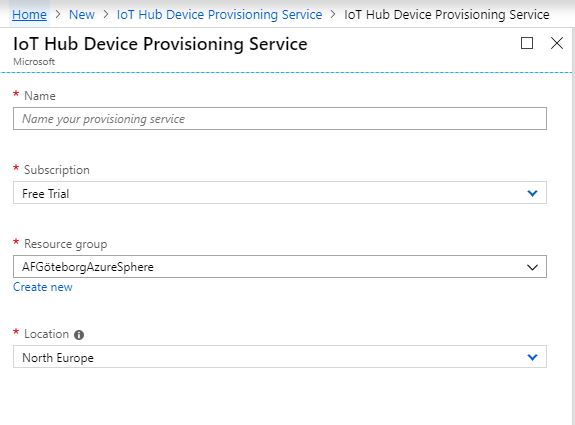 Home > New > IoT Hub Device Provisioning Service > IoT Hub Device Provisioning Service
IoT Hub Device Provisioning Service
Microsoft
* Name
Name your provisioning service
* Subscription
Free Trial
* Resource group
AFGöteborgAzureSphere
Create new
* Location
North Europe